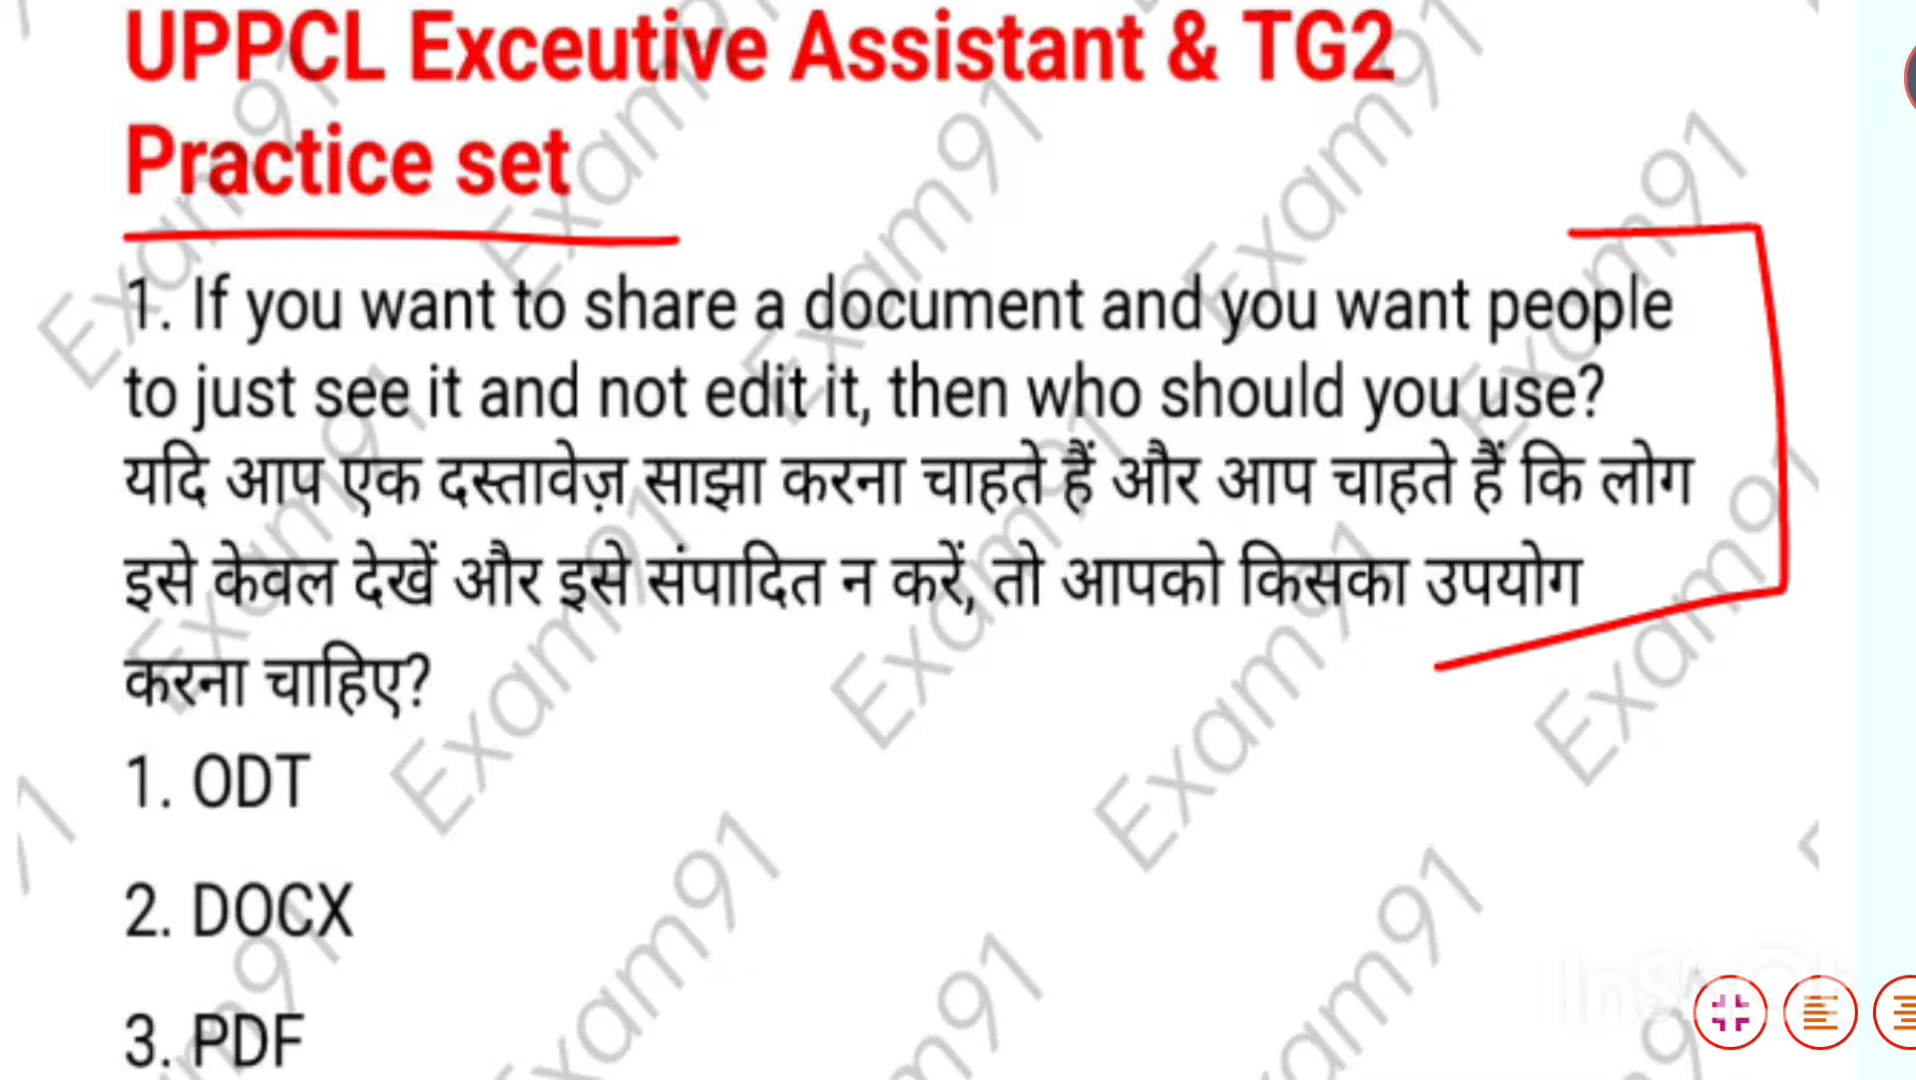 UPPCL Exceutive Assistant & TG2
Practice set
1. If you want to share a document and you want people
to just see it and not edit it, then who should you use?
यदि आप एक दस्तावेज़ साझा करना चाहते हैं और आप चाहते हैं कि लोग
इसे केवल देखें और इसे संपादित न करें, तो आपको किसका उपयोग
करना चाहिए?
1. ODT
2. DOCX
3. PDF
Exam91